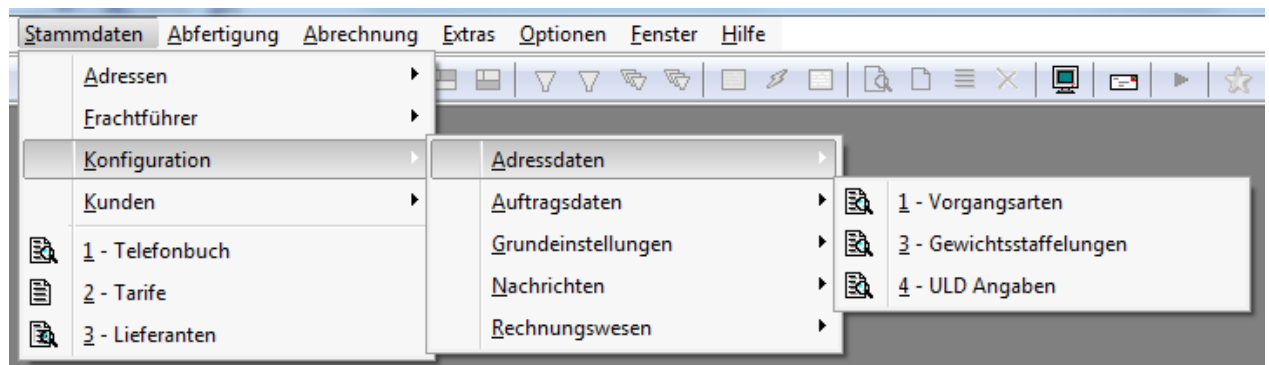 Stammdaten Abfertigung Abrechnung Extras Optionen Fenster Hilfe
Adressen
Frachtführer
Konfiguration
Kunden
1 - Telefonbuch
2 - Tarife
3 - Lieferanten
Adressdaten
Auftragsdaten
Grundeinstellungen
Nachrichten
Rechnungswesen
1 - Vorgangsarten
3 - Gewichtsstaffelungen
4 - ULD Angaben